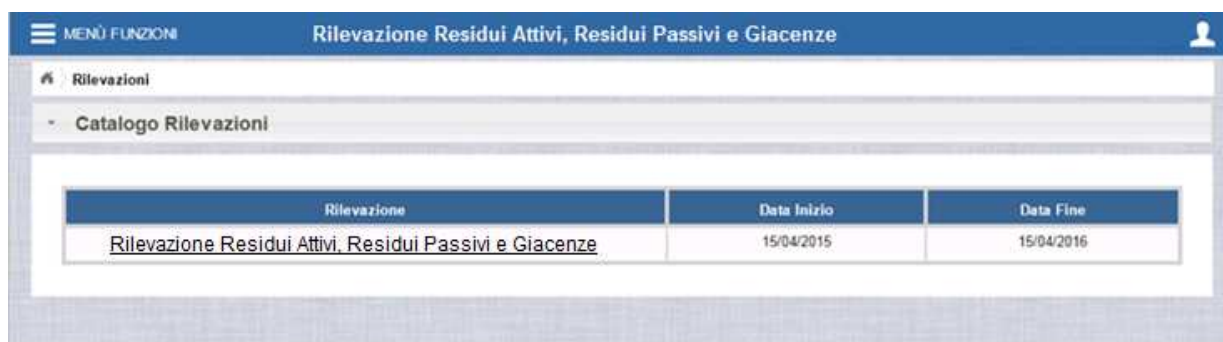 MENÙ FUNZIONI Rilevazione Residui Attivi, Residui Passivi e Giacenze
Rilevazioni
Catalogo Rilevazioni
Rilevazione Data Inizio Data Fine
Rilevazione Residui Attivi, Residui Passivi e Giacenze 15/04/2015 15/04/2016